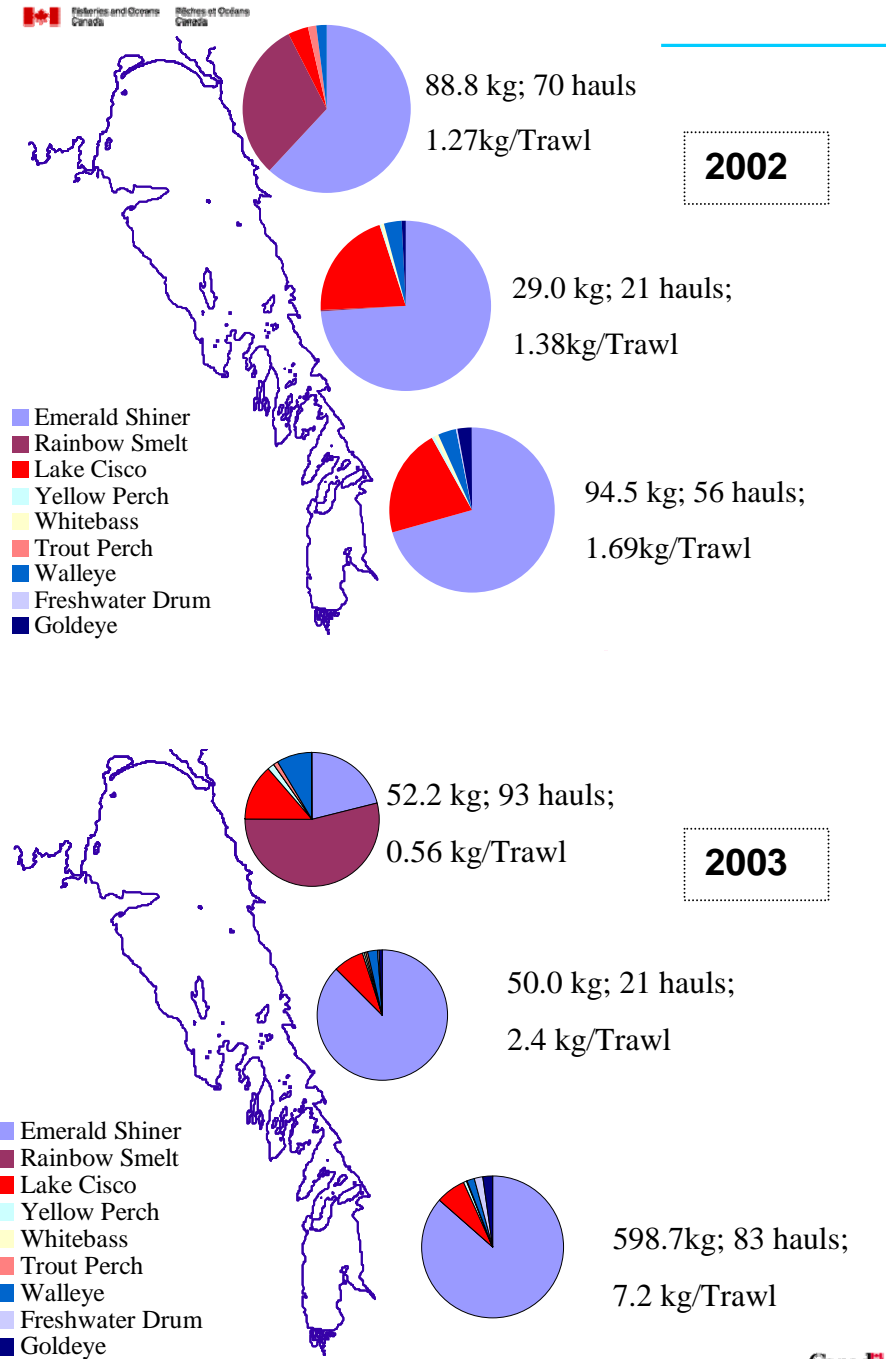 Fisheries and Oceans Pêches et Océans
Canada Canada
88.8 kg; 70 hauls
1.27kg/Trawl
2002
29.0 kg; 21 hauls;
1.38kg/Trawl
Emerald Shiner
Rainbow Smelt
Lake Cisco
Yellow Perch
Whitebass
Trout Perch
Walleye
Freshwater Drum
Goldeye
94.5 kg; 56 hauls;
1.69kg/Trawl
52.2 kg; 93 hauls;
0.56 kg/Trawl
2003
50.0 kg; 21 hauls;
2.4 kg/Trawl
Emerald Shiner
Rainbow Smelt
Lake Cisco
Yellow Perch
Whitebass
Trout Perch
Walleye
Freshwater Drum
Goldeye
598.7kg; 83 hauls;
7.2 kg/Trawl